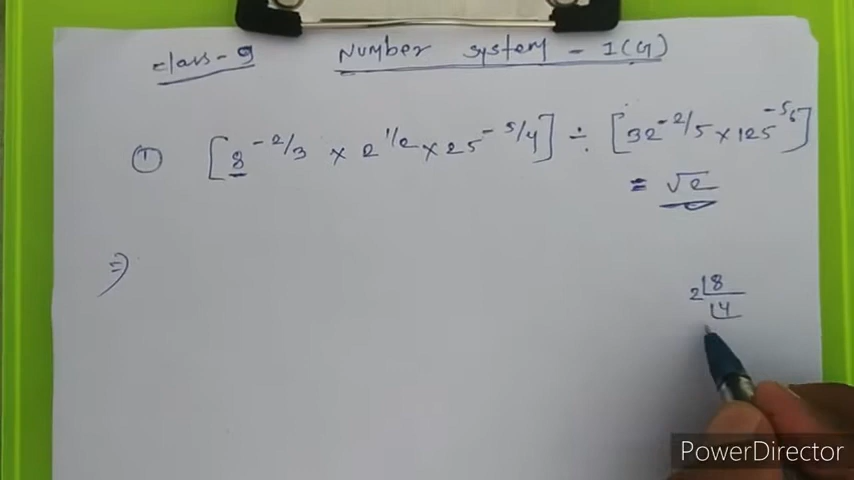 class-9 Number system - 1(G)
① [8^-2/3 × 2^1/2 × 25^-5/4] ÷ [32^-2/5 × 125^-5/6]
= √2
⇒
2 8
4
PowerDirector